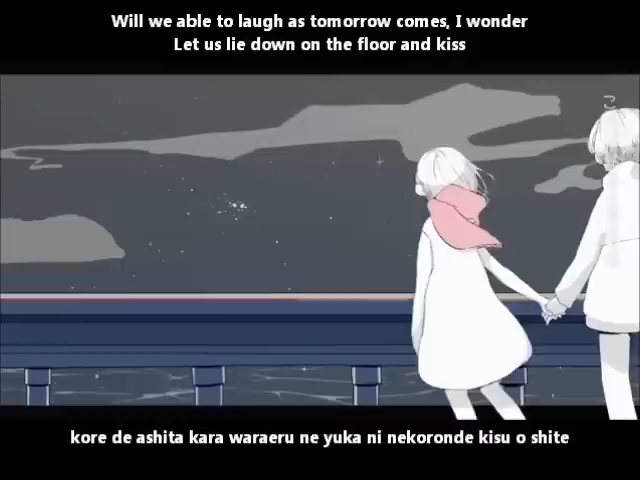 Will we able to laugh as tomorrow comes, I wonder
Let us lie down on the floor and kiss
kore de ashita kara waraeru ne yuka ni nekoronde kisu o shite